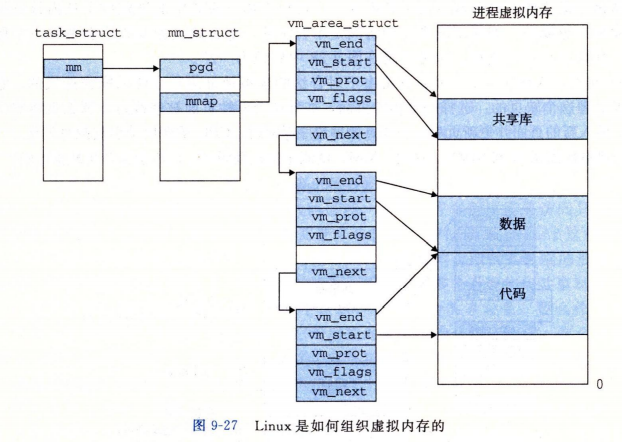 进程虚拟内存
task_struct
mm_struct
vm_area_struct
mm
pgd
mmap
vm_end
vm_start
vm_prot
vm_flags
vm_next
vm_end
vm_start
vm_prot
vm_flags
vm_next
vm_end
vm_start
vm_prot
vm_flags
vm_next
共享库
数据
代码
0
图 9-27 Linux 是如何组织虚拟内存的